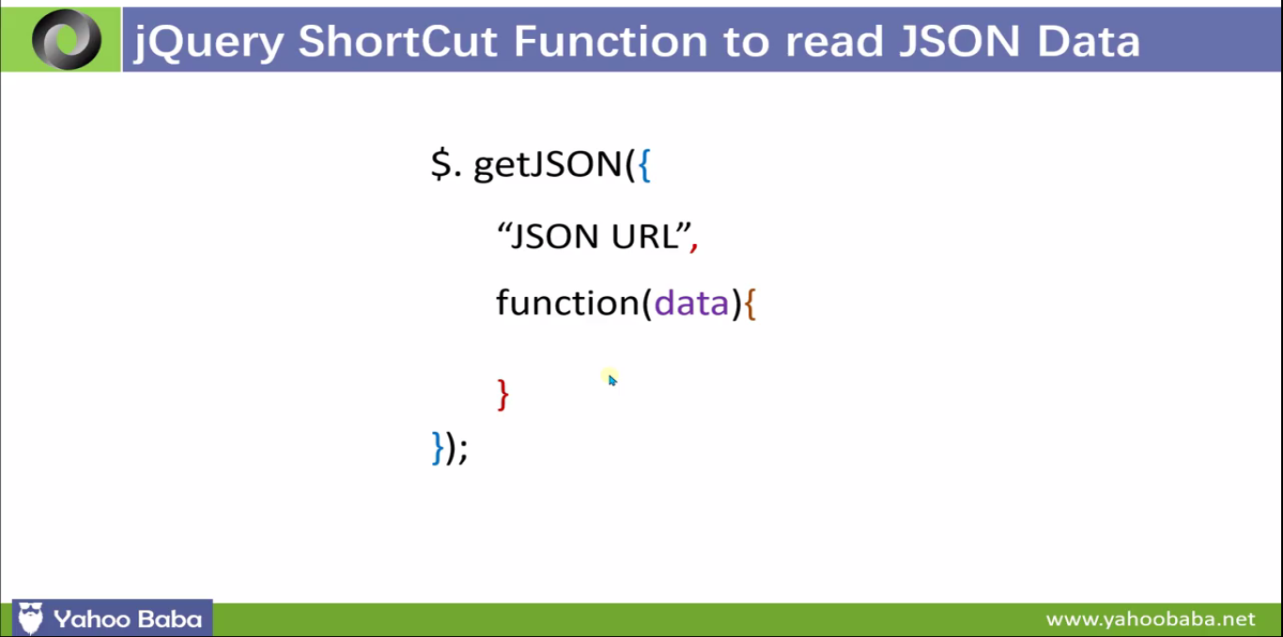 jQuery ShortCut Function to read JSON Data
$. getJSON({
“JSON URL”,
function(data){
}
});
Yahoo Baba
www.yahoobaba.net